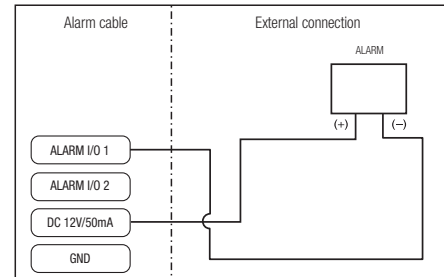 Alarm cable
External connection
ALARM
(+) (−)
ALARM I/O 1
ALARM I/O 2
DC 12V/50mA
GND